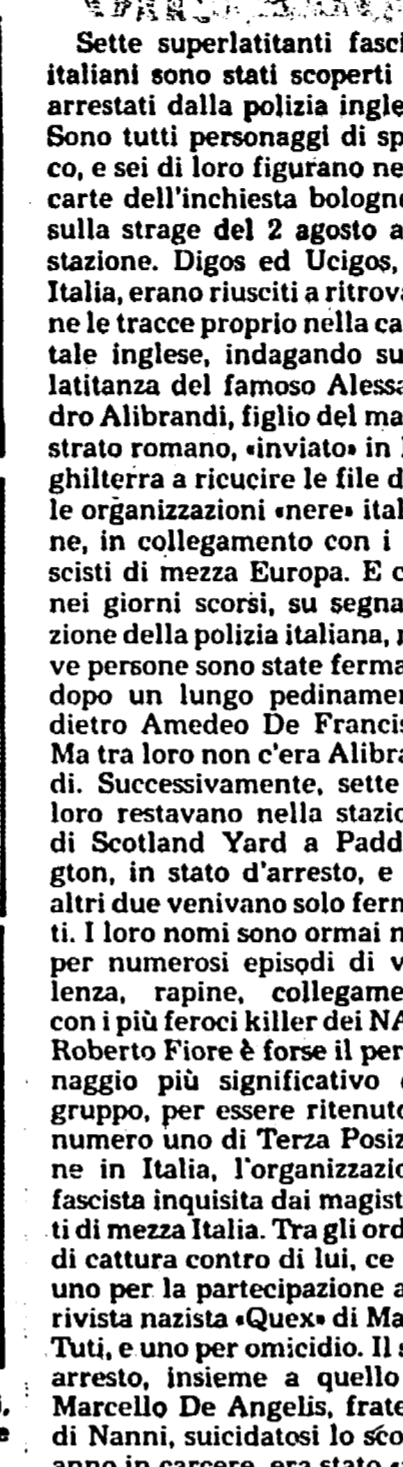 Sette superlatitanti fasci
italiani sono stati scoperti
arrestati dalla polizia ingle
Sono tutti personaggi di sp
co, e sei di loro figurano ne
carte dell'inchiesta bologne
sulla strage del 2 agosto a
stazione. Digos ed Ucigos,
Italia, erano riusciti a ritrova
ne le tracce proprio nella ca
tale inglese, indagando su
latitanza del famoso Alessa
dro Alibrandi, figlio del ma
strato romano, «inviato» in I
ghilterra a ricucire le file d
le organizzazioni «nere» ital
ne, in collegamento con i
scisti di mezza Europa. E c
nei giorni scorsi, su segna
zione della polizia italiana, n
ve persone sono state ferma
dopo un lungo pedinamen
dietro Amedeo De Francis
Ma tra loro non c'era Alibra
di. Successivamente, sette
loro restavano nella stazio
di Scotland Yard a Padd
gton, in stato d'arresto, e
altri due venivano solo ferm
ti. I loro nomi sono ormai n
per numerosi episodi di v
lenza, rapine, collegame
con i più feroci killer dei NA
Roberto Fiore è forse il per
naggio più significativo
gruppo, per essere ritenuto
numero uno di Terza Posiz
ne in Italia, l'organizzazio
fascista inquisita dai magist
ti di mezza Italia. Tra gli ord
di cattura contro di lui, ce
uno per la partecipazione a
rivista nazista «Quex» di Ma
Tuti, e uno per omicidio. Il s
arresto, insieme a quello
Marcello De Angelis, frate
di Nanni, suicidatosi lo sco
anno in carcere, era stato